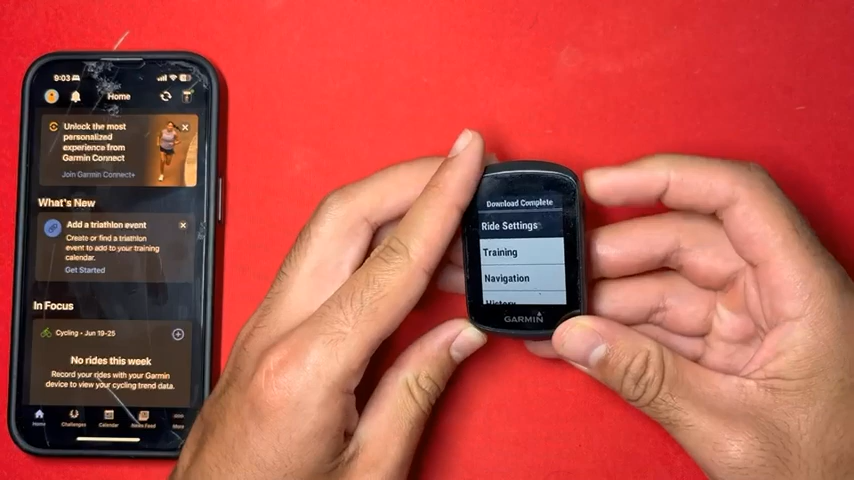 9:03
Home
Unlock the most
personalized
experience from
Garmin Connect
Join Garmin Connect+
What's New
Add a triathlon event
Create or find a triathlon
event to add to your training
calendar.
Get Started
In Focus
Cycling - Jun 19-25
No rides this week
Record your rides with your Garmin
device to view your cycling trend data.
Home
Challenges
Calendar
News Feed
More
Download Complete
Ride Settings
Training
Navigation
History
GARMIN